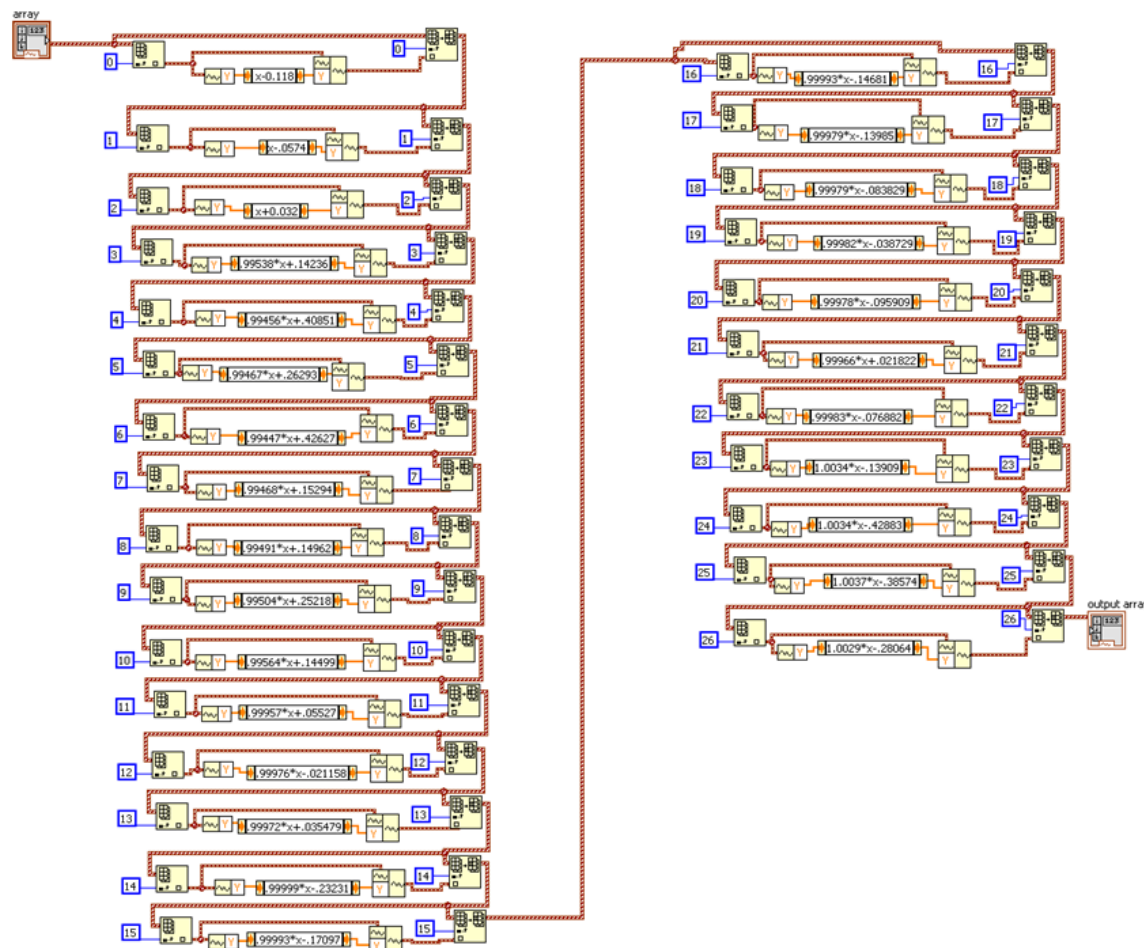 array
123
0
x-0.118
Y
Y
0
1
x-.0574
Y
Y
1
2
x+0.032
Y
Y
2
3
.99538*x+.14236
Y
Y
3
4
.99456*x+.40851
Y
Y
4
5
.99467*x+.26293
Y
Y
5
6
.99447*x+.42627
Y
Y
6
7
.99468*x+.15294
Y
Y
7
8
.99491*x+.14962
Y
Y
8
9
.99504*x+.25218
Y
Y
9
10
.99564*x+.14499
Y
Y
10
11
.99957*x+.05527
Y
Y
11
12
.99976*x-.021158
Y
Y
12
13
.99972*x+.035479
Y
Y
13
14
.99999*x-.23231
Y
Y
14
15
.99993*x-.17097
Y
Y
15
16
.99993*x-.14681
Y
Y
16
17
.99979*x-.13985
Y
Y
17
18
.99979*x-.083829
Y
Y
18
19
.99982*x-.038729
Y
Y
19
20
.99978*x-.095909
Y
Y
20
21
.99966*x+.021822
Y
Y
21
22
.99983*x-.076882
Y
Y
22
23
1.0034*x-.13909
Y
Y
23
24
1.0034*x-.42883
Y
Y
24
25
1.0037*x-.38574
Y
Y
25
26
1.0029*x-.28064
Y
Y
26
output array
123